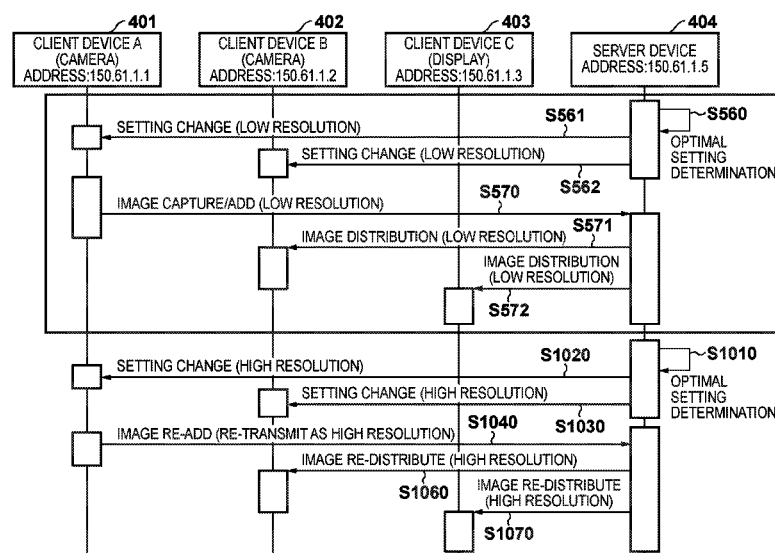 401
402
403
404
CLIENT DEVICE A
(CAMERA)
ADDRESS:150.61.1.1
CLIENT DEVICE B
(CAMERA)
ADDRESS:150.61.1.2
CLIENT DEVICE C
(DISPLAY)
ADDRESS:150.61.1.3
SERVER DEVICE
ADDRESS:150.61.1.5
SETTING CHANGE (LOW RESOLUTION)
S561
S560
OPTIMAL
SETTING
DETERMINATION
SETTING CHANGE (LOW RESOLUTION)
S562
IMAGE CAPTURE/ADD (LOW RESOLUTION)
S570
IMAGE DISTRIBUTION (LOW RESOLUTION)
S571
IMAGE DISTRIBUTION
(LOW RESOLUTION)
S572
SETTING CHANGE (HIGH RESOLUTION)
S1020
S1010
OPTIMAL
SETTING
DETERMINATION
SETTING CHANGE (HIGH RESOLUTION)
S1030
IMAGE RE-ADD (RE-TRANSMIT AS HIGH RESOLUTION)
S1040
IMAGE RE-DISTRIBUTE (HIGH RESOLUTION)
S1060
IMAGE RE-DISTRIBUTE
(HIGH RESOLUTION)
S1070